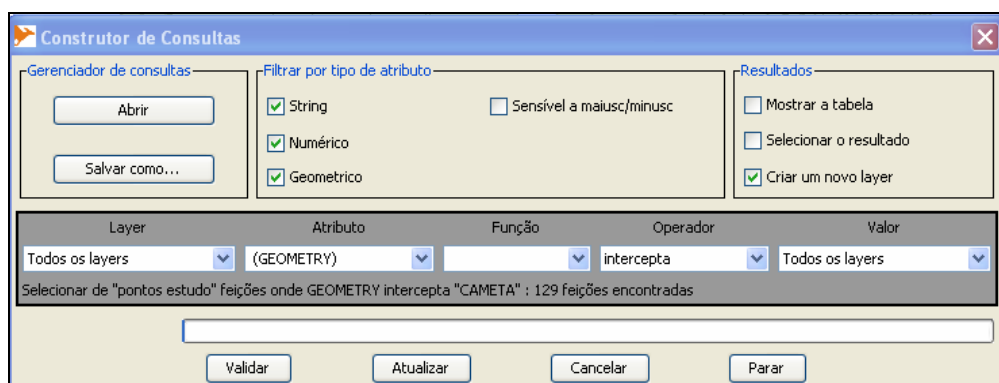 Construtor de Consultas
Gerenciador de consultas
Abrir
Salvar como...
Filtrar por tipo de atributo
String
Sensível a maiusc/minusc
Numérico
Geometrico
Resultados
Mostrar a tabela
Selecionar o resultado
Criar um novo layer
Layer Atributo Função Operador Valor
Todos os layers (GEOMETRY) intercepta Todos os layers
Selecionar de "pontos estudo" feições onde GEOMETRY intercepta "CAMETA" : 129 feições encontradas
Validar Atualizar Cancelar Parar